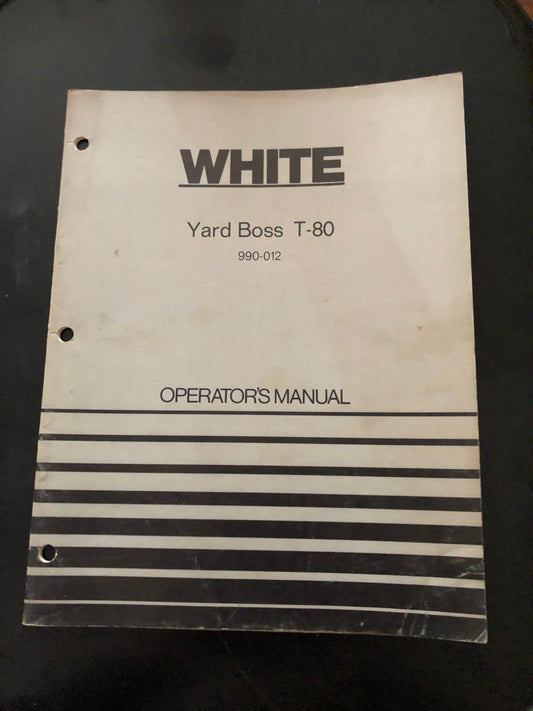 WHITE
Yard Boss T-80
990-012
OPERATOR'S MANUAL